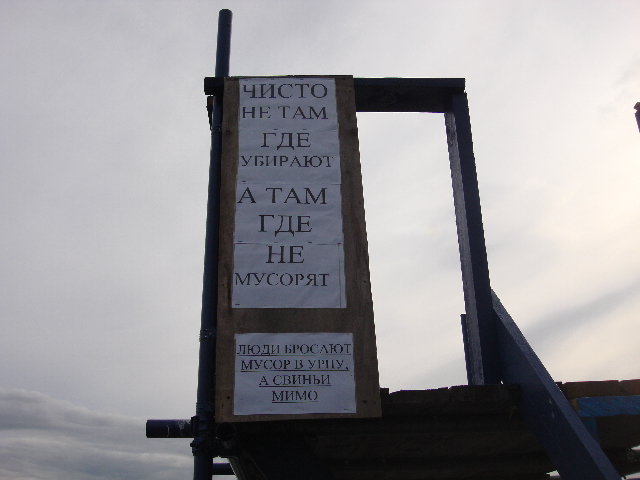 ЧИСТО
НЕ ТАМ
ГДЕ
УБИРАЮТ
А ТАМ
ГДЕ
НЕ
МУСОРЯТ
ЛЮДИ БРОСАЮТ
МУСОР В УРНУ,
А СВИНЬИ
МИМО